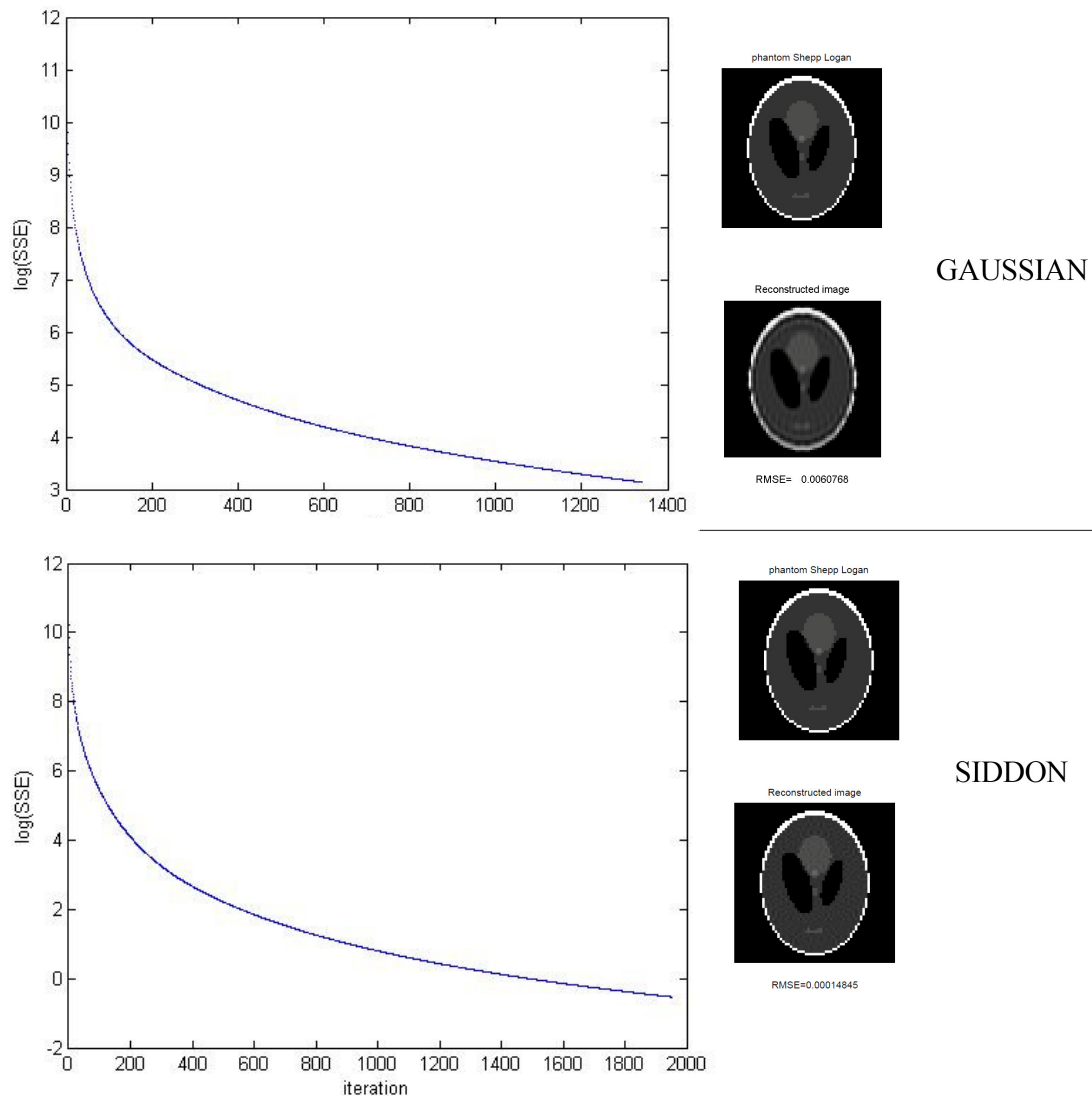 12
11
10
9
8
7
6
5
4
3
log(SSE)
0 200 400 600 800 1000 1200 1400
phantom Shepp Logan
Reconstructed image
RMSE= 0.0060768
GAUSSIAN
12
10
8
6
4
2
0
-2
log(SSE)
0 200 400 600 800 1000 1200 1400 1600 1800 2000
iteration
phantom Shepp Logan
Reconstructed image
RMSE=0.00014845
SIDDON